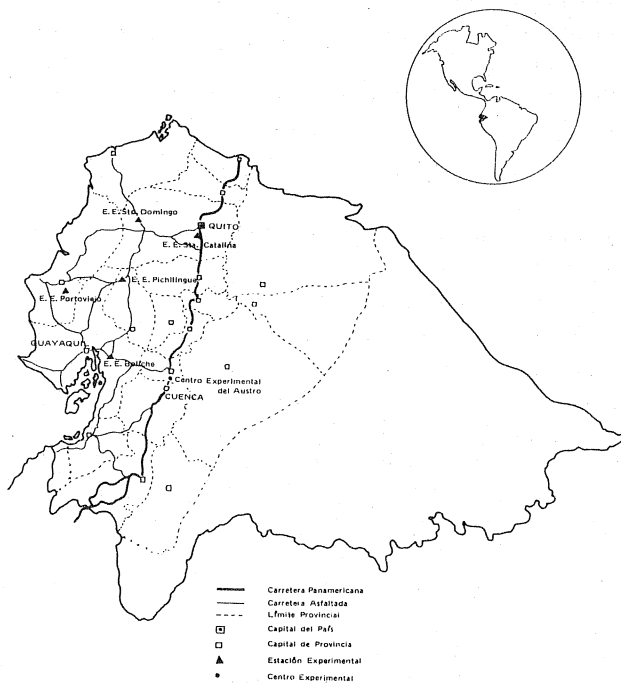 E. E. Sto. Domingo
QUITO
E. E. Sta. Catalina
E. E. Pichilingue
E. E. Portoviejo
GUAYAQUIL
E. E. Boliche
Centro Experimental
del Austro
CUENCA
Carretera Panamericana
Carretera Asfaltada
Límite Provincial
Capital del País
Capital de Provincia
Estación Experimental
Centro Experimental